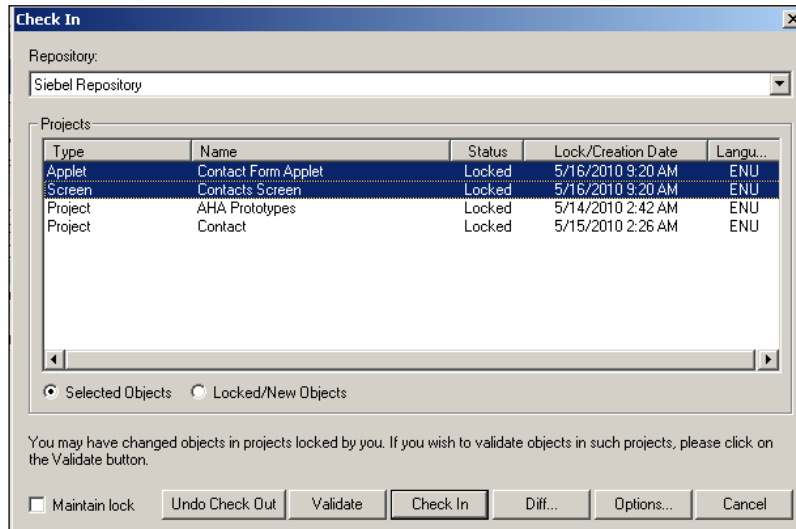 Check In
Repository:
Siebel Repository
Projects
Type Name Status Lock/Creation Date Langu...
Applet Contact Form Applet Locked 5/16/2010 9:20 AM ENU
Screen Contacts Screen Locked 5/16/2010 9:20 AM ENU
Project AHA Prototypes Locked 5/14/2010 2:42 AM ENU
Project Contact Locked 5/15/2010 2:26 AM ENU
Selected Objects Locked/New Objects
You may have changed objects in projects locked by you. If you wish to validate objects in such projects, please click on
the Validate button.
Maintain lock Undo Check Out Validate Check In Diff... Options... Cancel